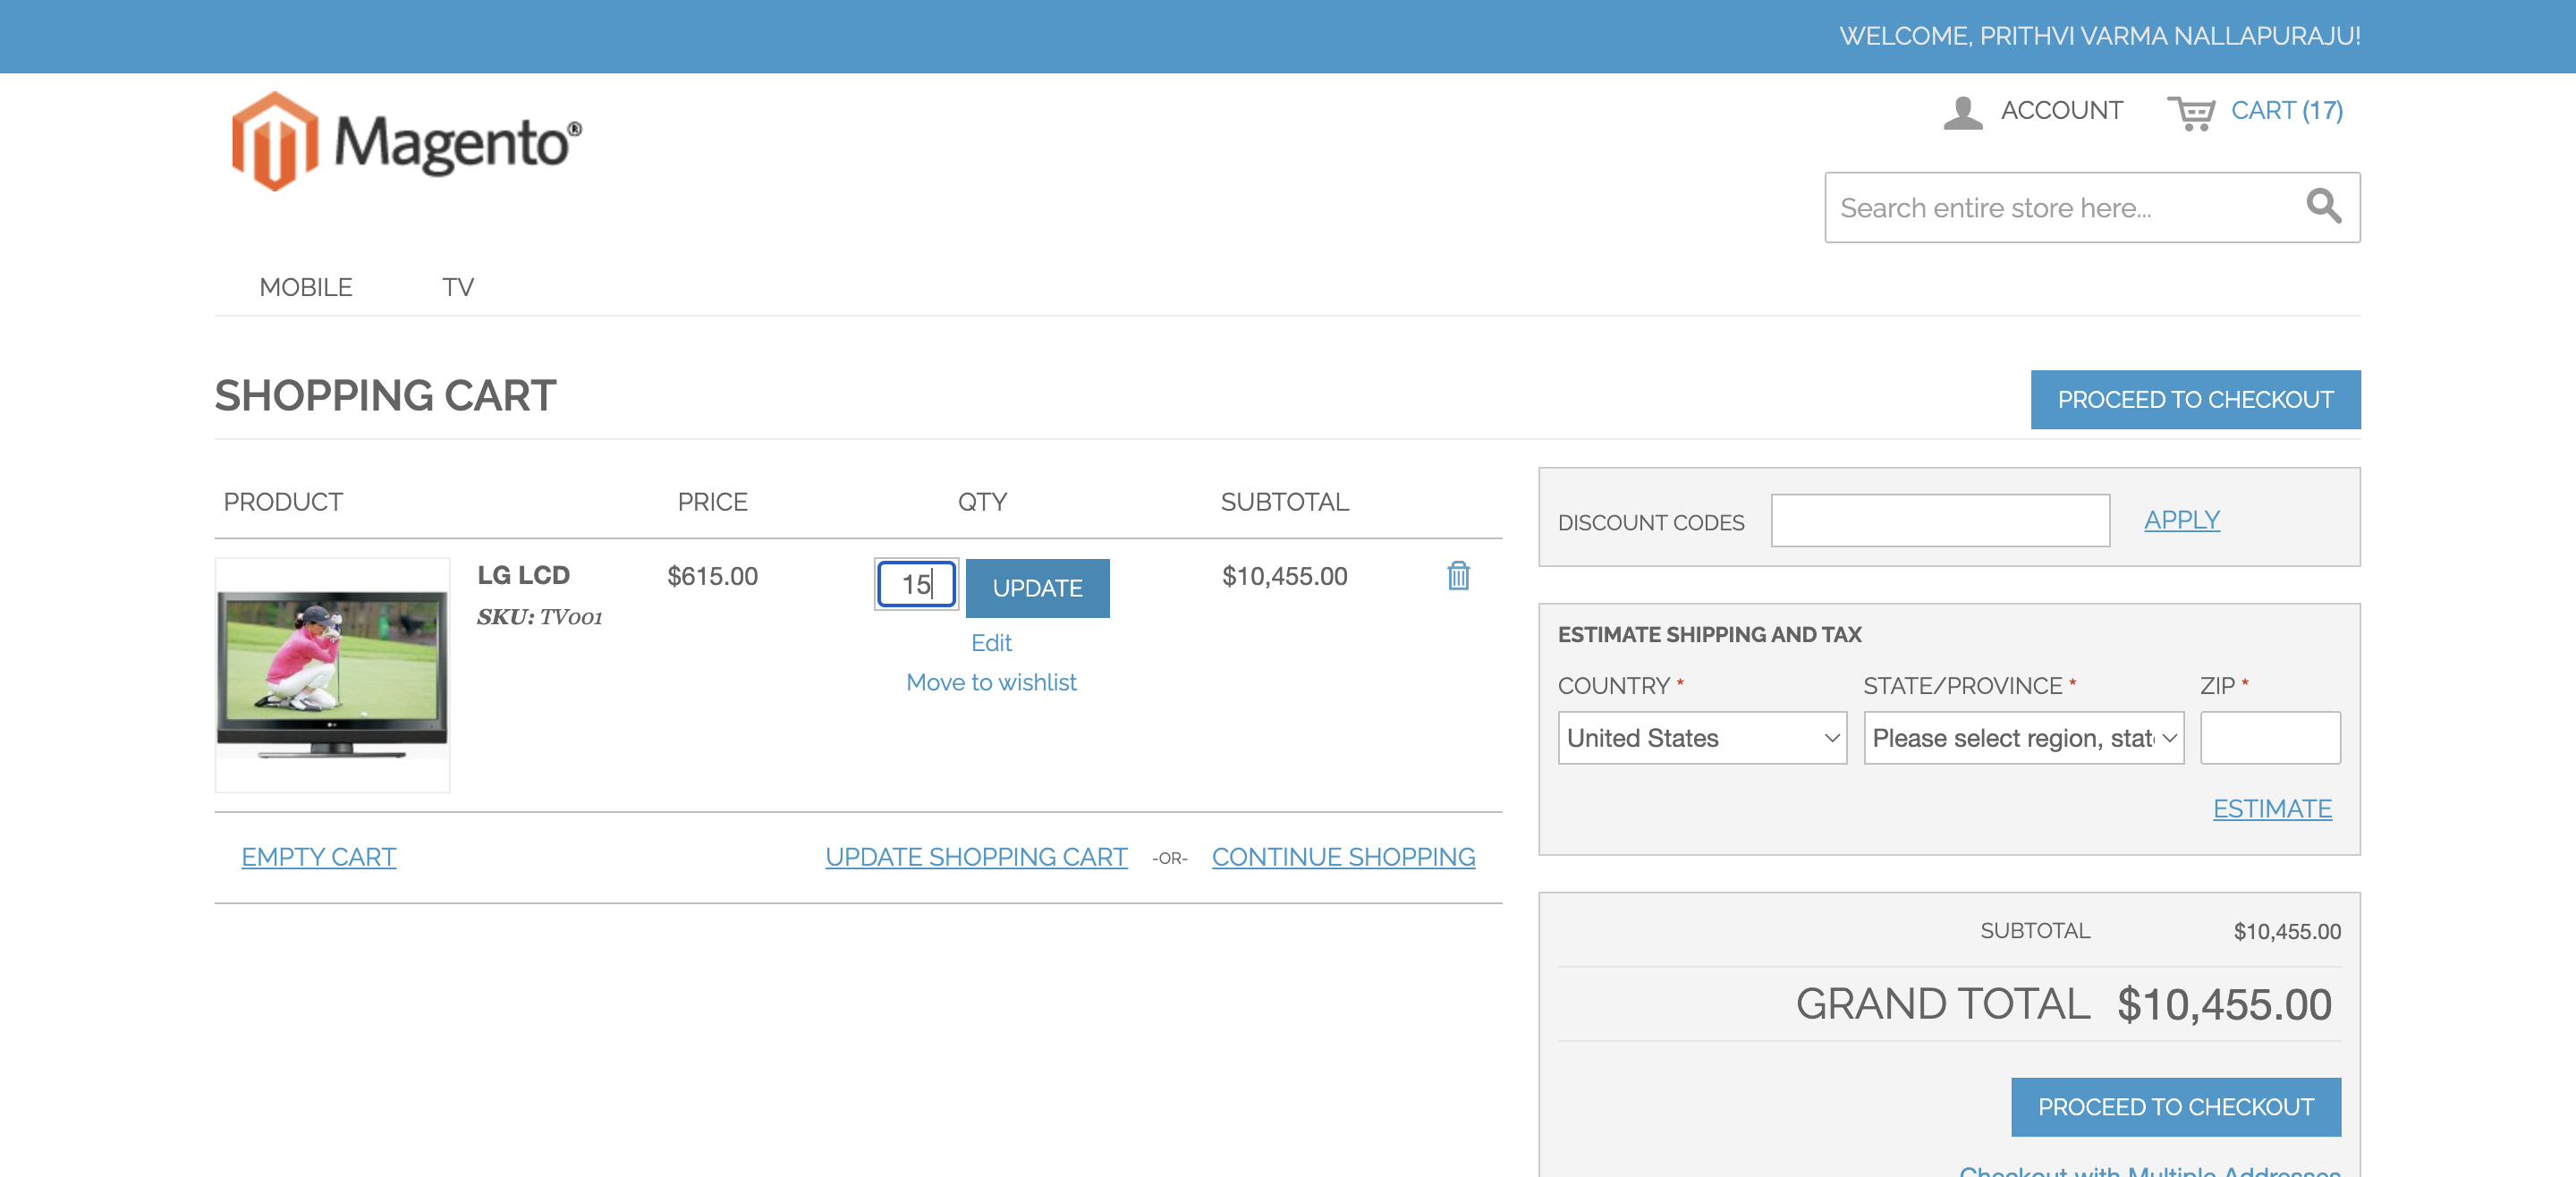 WELCOME, PRITHVI VARMA NALLAPURAJU!
Magento®
ACCOUNT
CART (17)
Search entire store here...
MOBILE
TV
SHOPPING CART
PROCEED TO CHECKOUT
PRODUCT PRICE QTY SUBTOTAL
LG LCD $615.00 15 UPDATE $10,455.00
SKU: TV001
Edit
Move to wishlist
EMPTY CART UPDATE SHOPPING CART -OR- CONTINUE SHOPPING
DISCOUNT CODES APPLY
ESTIMATE SHIPPING AND TAX
COUNTRY * STATE/PROVINCE * ZIP *
United States Please select region, stat
ESTIMATE
SUBTOTAL $10,455.00
GRAND TOTAL $10,455.00
PROCEED TO CHECKOUT
Checkout with Multiple Addresses